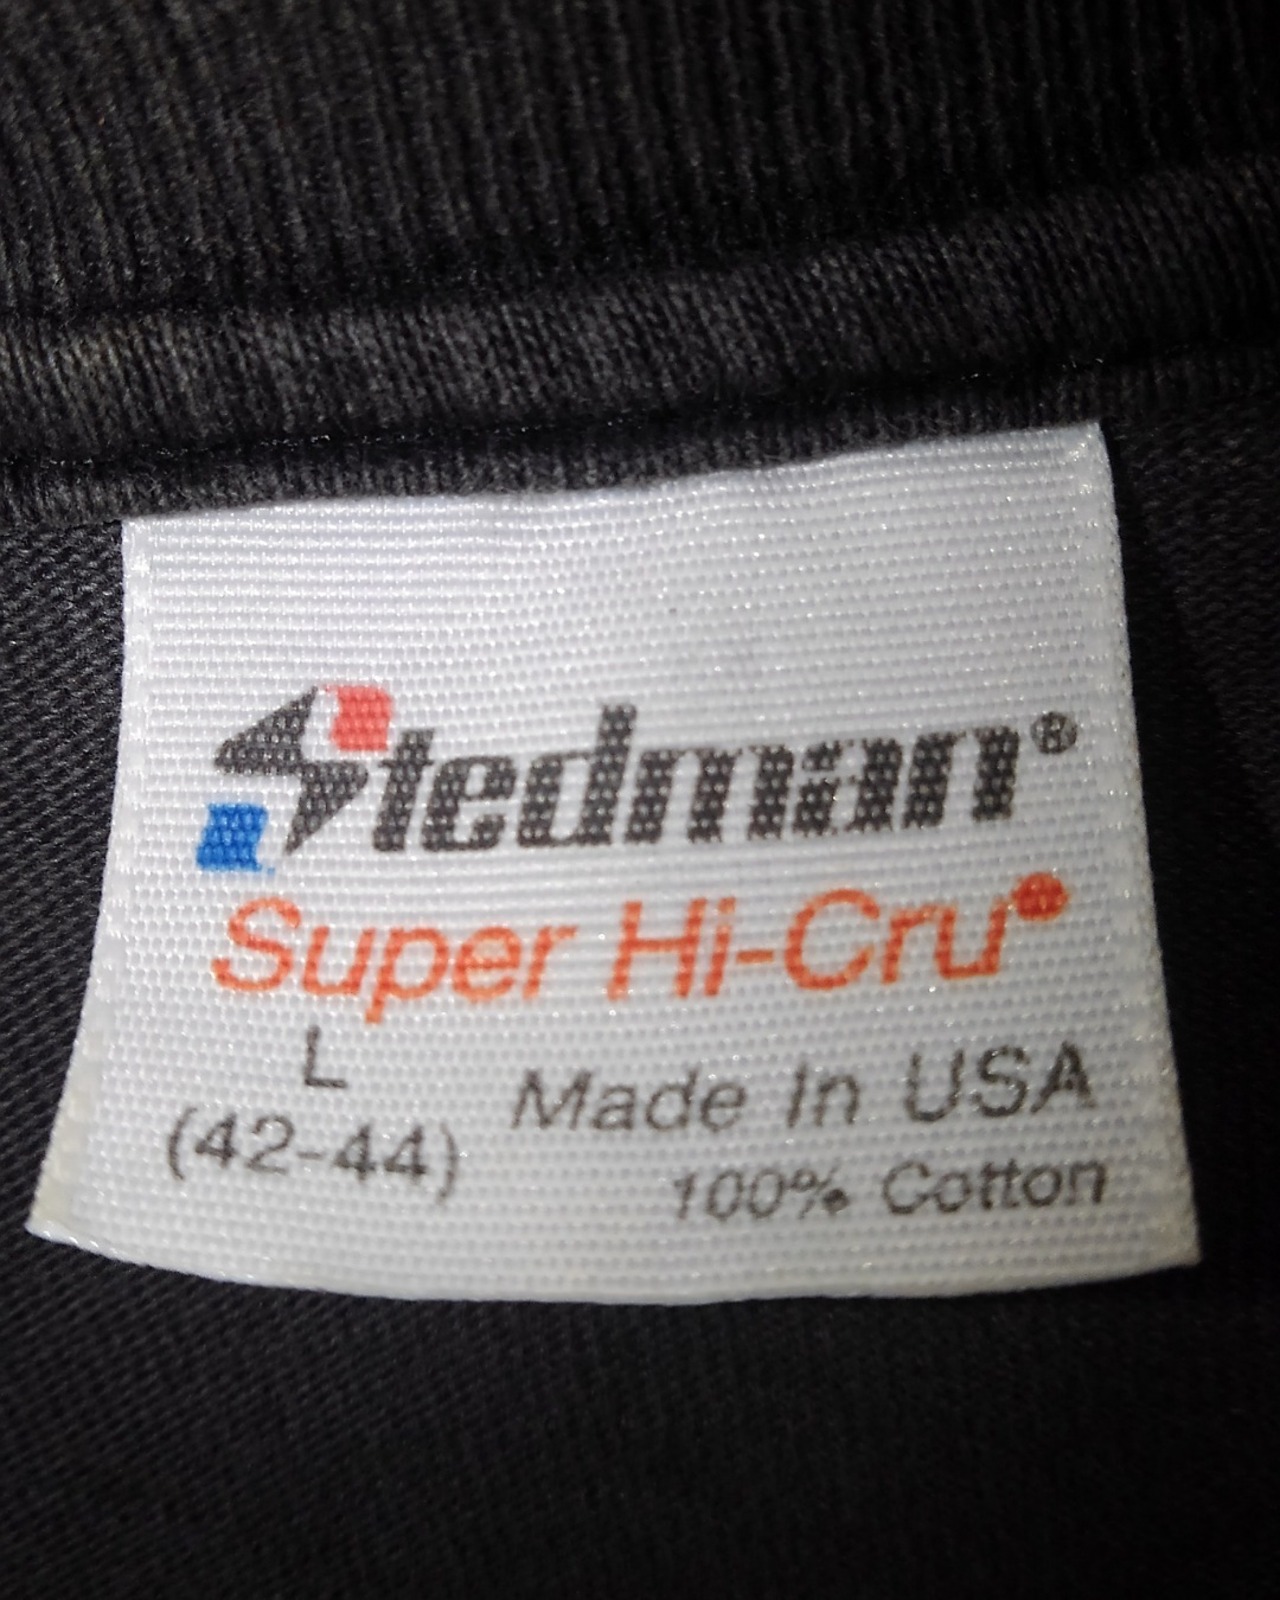 Stedman®
Super Hi-Cru®
L
(42-44)
Made In USA
100% Cotton